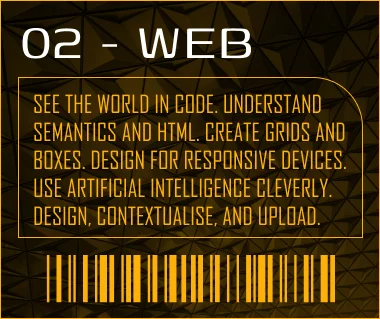 02 - WEB
SEE THE WORLD IN CODE. UNDERSTAND
SEMANTICS AND HTML. CREATE GRIDS AND
BOXES. DESIGN FOR RESPONSIVE DEVICES.
USE ARTIFICIAL INTELLIGENCE CLEVERLY.
DESIGN, CONTEXTUALISE, AND UPLOAD.